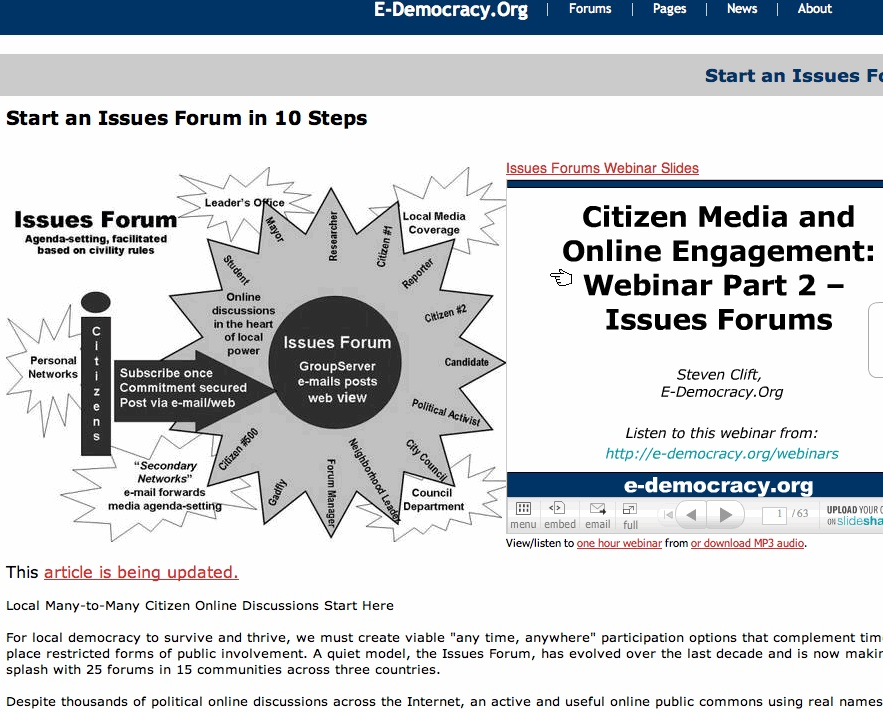 E-Democracy.Org | Forums | Pages | News | About
Start an Issues Fo
Start an Issues Forum in 10 Steps
Issues Forum
Agenda-setting, facilitated
based on civility rules
Leader's Office
Local Media
Coverage
Mayor
Researcher
Citizen #1
Reporter
Citizen #2
Candidate
Political Activist
City Council
Neighborhood Leader
Forum Manager
Gadfly
Citizen #500
Student
Online
discussions
in the heart
of local
power
Issues Forum
GroupServer
e-mails posts
web view
Personal
Networks
Citizens
Subscribe once
Commitment secured
Post via e-mail/web
“Secondary
Networks”
e-mail forwards
media agenda-setting
Council
Department
Issues Forums Webinar Slides
Citizen Media and
Online Engagement:
Webinar Part 2 –
Issues Forums
Steven Clift,
E-Democracy.Org
Listen to this webinar from:
http://e-democracy.org/webinars
e-democracy.org
menu embed email full 1 /63
UPLOAD YOUR
ON slidesha
View/listen to one hour webinar from or download MP3 audio.
This article is being updated.
Local Many-to-Many Citizen Online Discussions Start Here
For local democracy to survive and thrive, we must create viable "any time, anywhere" participation options that complement tim
place restricted forms of public involvement. A quiet model, the Issues Forum, has evolved over the last decade and is now makin
splash with 25 forums in 15 communities across three countries.
Despite thousands of political online discussions across the Internet, an active and useful online public commons using real names